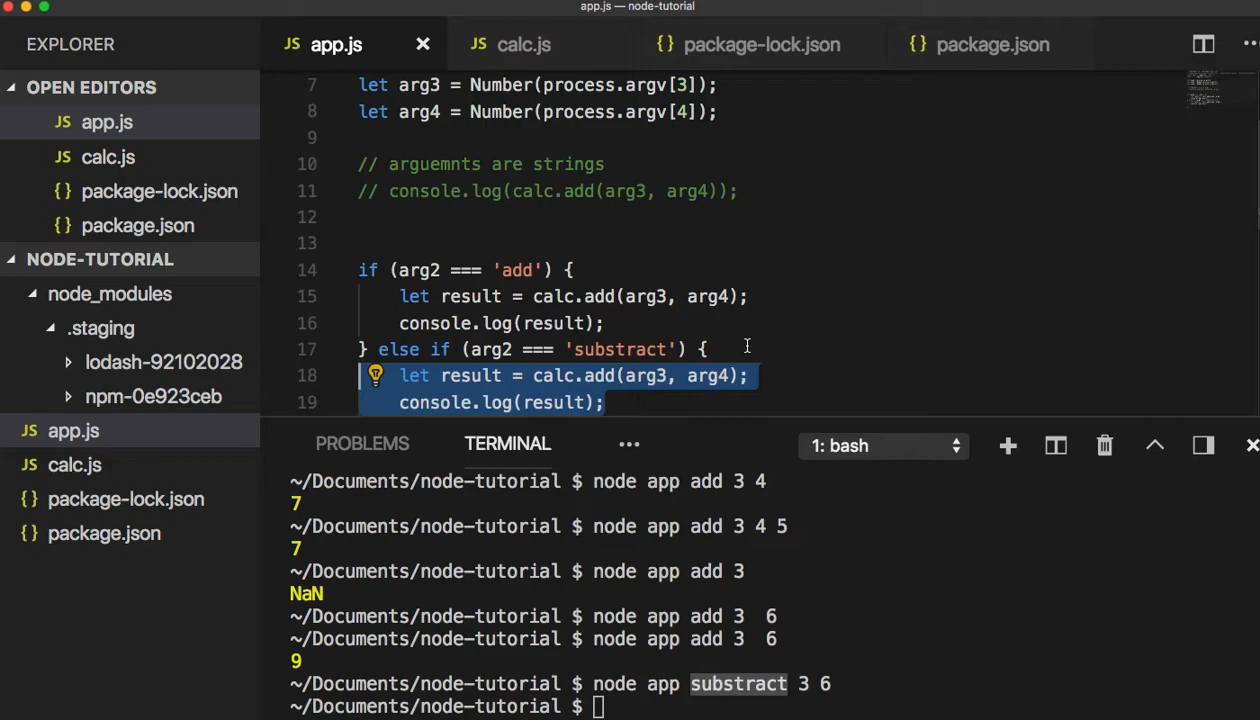 app.js — node-tutorial
EXPLORER
JS app.js
JS calc.js
{} package-lock.json
{} package.json
OPEN EDITORS
JS app.js
JS calc.js
{} package-lock.json
{} package.json
NODE-TUTORIAL
node_modules
.staging
lodash-92102028
npm-0e923ceb
JS app.js
JS calc.js
{} package-lock.json
{} package.json
7 let arg3 = Number(process.argv[3]);
8 let arg4 = Number(process.argv[4]);
9
10 // arguemnts are strings
11 // console.log(calc.add(arg3, arg4));
12
13
14 if (arg2 === 'add') {
15 let result = calc.add(arg3, arg4);
16 console.log(result);
17 } else if (arg2 === 'substract') {
18 let result = calc.add(arg3, arg4);
19 console.log(result);
PROBLEMS TERMINAL ••• 1: bash
~/Documents/node-tutorial $ node app add 3 4
7
~/Documents/node-tutorial $ node app add 3 4 5
7
~/Documents/node-tutorial $ node app add 3
NaN
~/Documents/node-tutorial $ node app add 3  6
~/Documents/node-tutorial $ node app add 3  6
9
~/Documents/node-tutorial $ node app substract 3 6
~/Documents/node-tutorial $